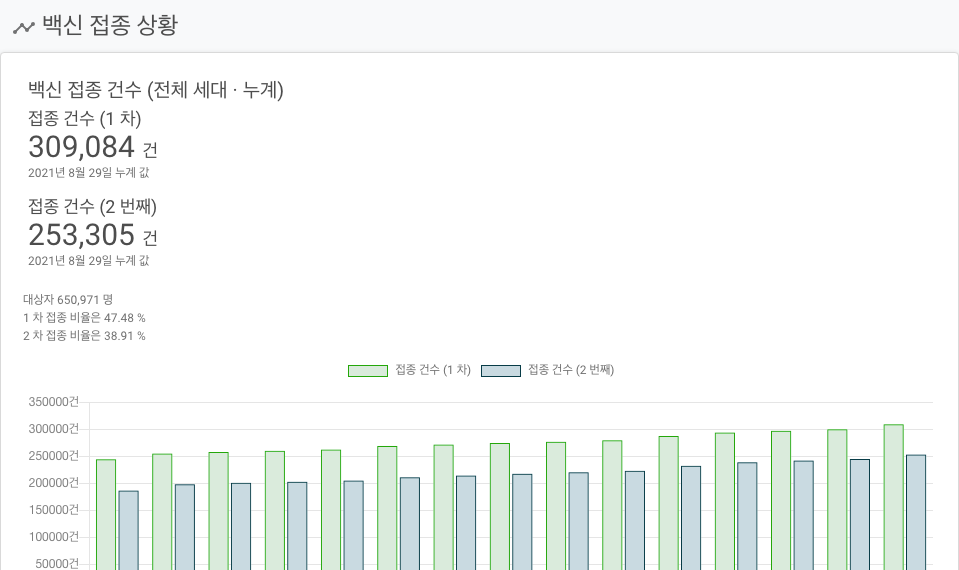 백신 접종 상황
백신 접종 건수 (전체 세대 · 누계)
접종 건수 (1 차)
309,084 건
2021년 8월 29일 누계 값
접종 건수 (2 번째)
253,305 건
2021년 8월 29일 누계 값
대상자 650,971 명
1 차 접종 비율은 47.48 %
2 차 접종 비율은 38.91 %
접종 건수 (1 차) 접종 건수 (2 번째)
350000건
300000건
250000건
200000건
150000건
100000건
50000건